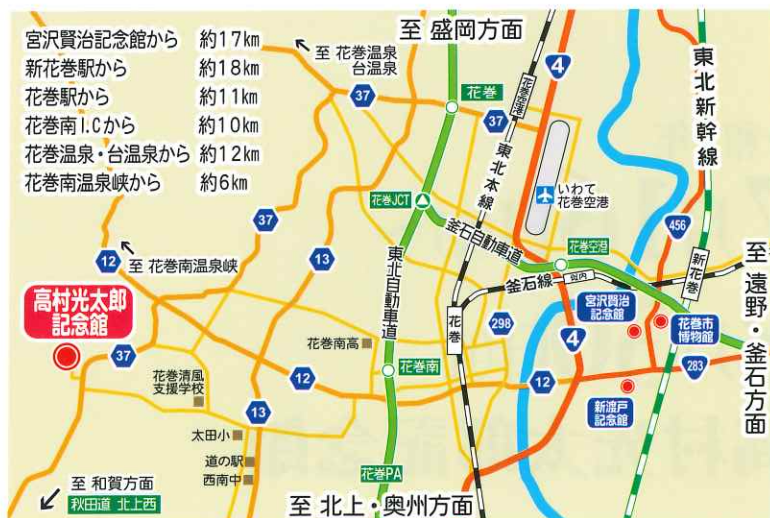 宮沢賢治記念館から 約17km
新花巻駅から 約18km
花巻駅から 約11km
花巻南I.Cから 約10km
花巻温泉・台温泉から 約12km
花巻南温泉峡から 約6km
至 花巻温泉
台温泉
至 盛岡方面
花巻
37
37
4
花巻空港
東北本線
東北新幹線
いわて
花巻空港
花巻JCT
釜石自動車道
花巻空港
456
至 遠野・釜石方面
37
13
12
至 花巻南温泉峡
東北自動車道
釜石線
似内
新花巻
宮沢賢治
記念館
花巻市
博物館
高村光太郎
記念館
37
花巻南高
花巻
298
4
花巻南
283
花巻清風
支援学校
12
12
新渡戸
記念館
13
太田小
道の駅
西南中
花巻PA
至 和賀方面
秋田道 北上西
至 北上・奥州方面